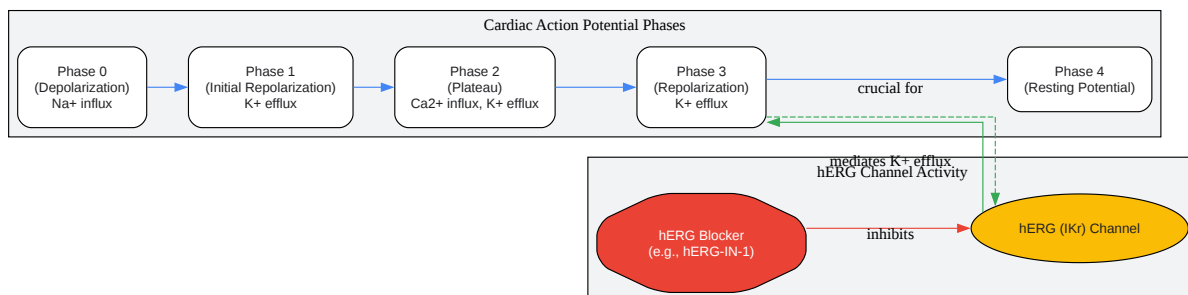 Cardiac Action Potential Phases
Phase 0
(Depolarization)
Na+ influx
Phase 1
(Initial Repolarization)
K+ efflux
Phase 2
(Plateau)
Ca2+ influx, K+ efflux
Phase 3
(Repolarization)
K+ efflux
crucial for
Phase 4
(Resting Potential)
mediates K+ efflux
hERG Channel Activity
hERG Blocker
(e.g., hERG-IN-1)
inhibits
hERG (IKr) Channel